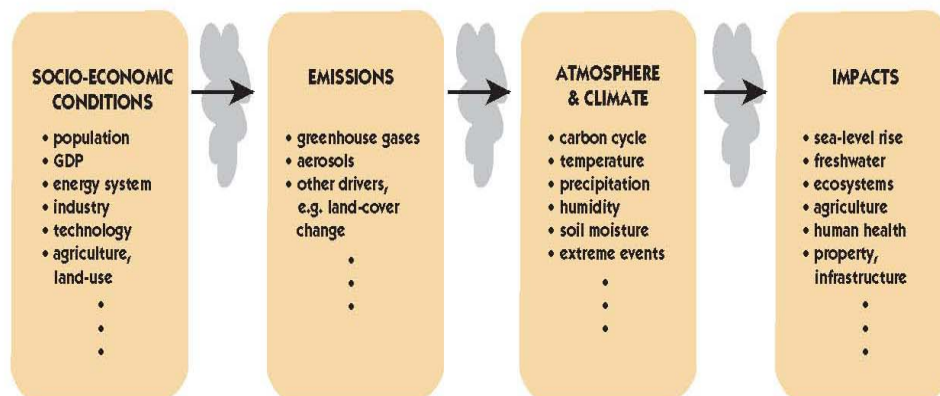 SOCIO-ECONOMIC
CONDITIONS
• population
• GDP
• energy system
• industry
• technology
• agriculture,
land-use
EMISSIONS
• greenhouse gases
• aerosols
• other drivers,
e.g. land-cover
change
ATMOSPHERE
& CLIMATE
• carbon cycle
• temperature
• precipitation
• humidity
• soil moisture
• extreme events
IMPACTS
• sea-level rise
• freshwater
• ecosystems
• agriculture
• human health
• property,
infrastructure